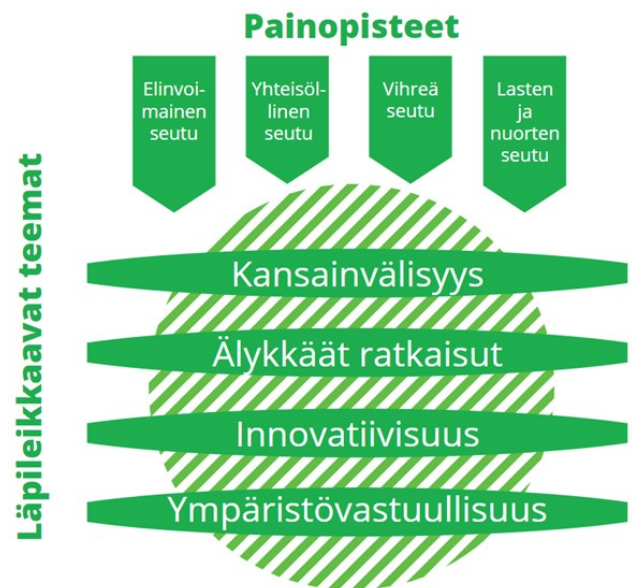 Painopisteet
Elinvoi-
mainen
seutu
Yhteisöl-
linen
seutu
Vihreä
seutu
Lasten
ja
nuorten
seutu
Läpileikkaavat teemat
Kansainvälisyys
Älykkäät ratkaisut
Innovatiivisuus
Ympäristövastuullisuus